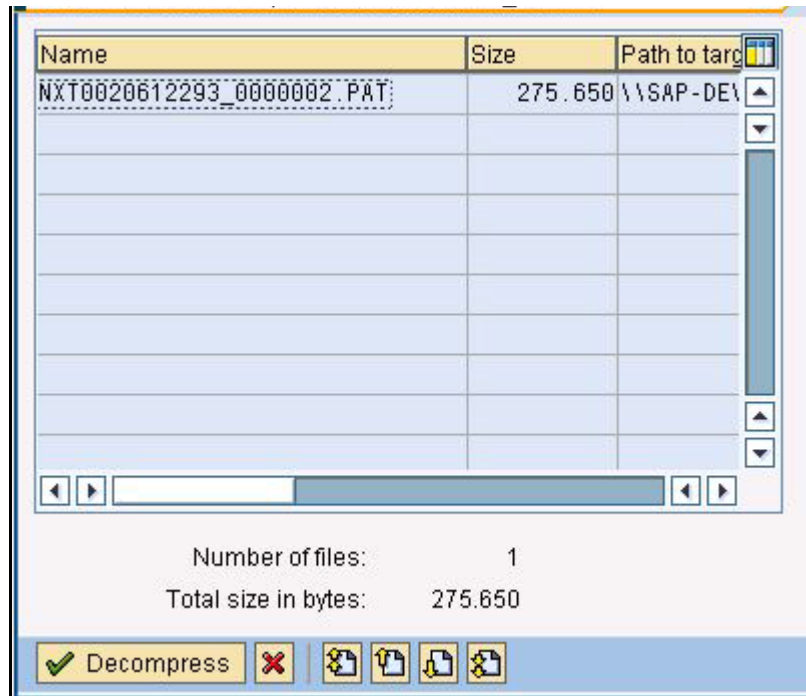 Name Size Path to targ
NXT0020612293_0000002.PAT 275.650 \\SAP-DE\
Number of files: 1
Total size in bytes: 275.650
Decompress